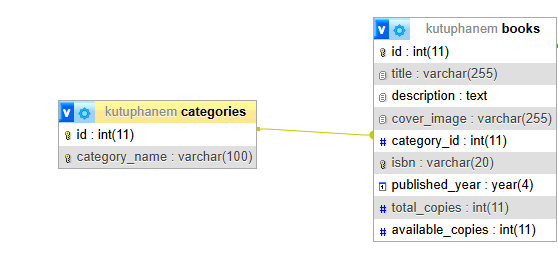 v kutuphanem categories
id : int(11)
category_name : varchar(100)
v kutuphanem books
id : int(11)
title : varchar(255)
description : text
cover_image : varchar(255)
# category_id : int(11)
isbn : varchar(20)
published_year : year(4)
# total_copies : int(11)
# available_copies : int(11)